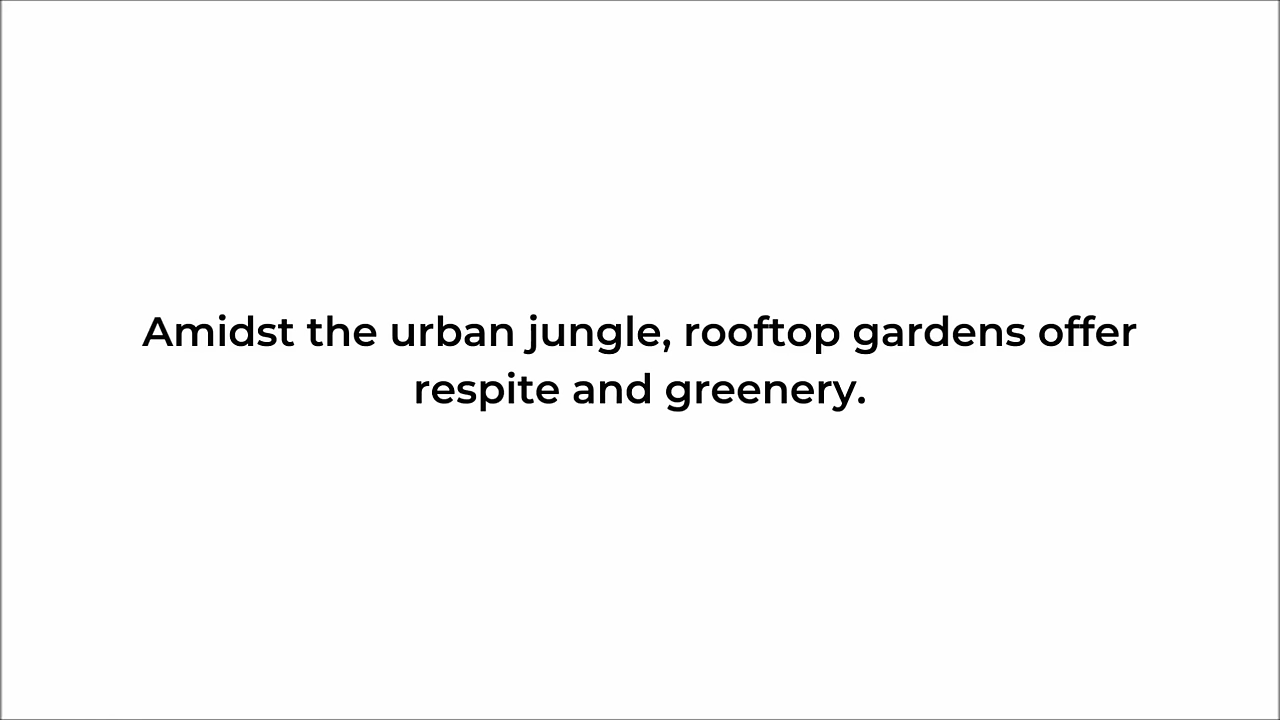 Amidst the urban jungle, rooftop gardens offer
respite and greenery.